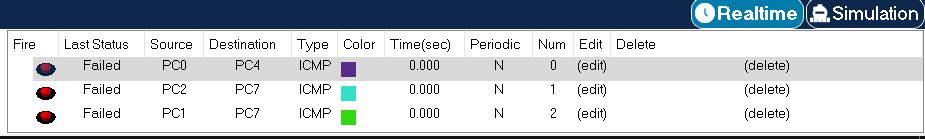 Realtime Simulation
Fire Last Status Source Destination Type Color Time(sec) Periodic Num Edit Delete
Failed PC0 PC4 ICMP 0.000 N 0 (edit) (delete)
Failed PC2 PC7 ICMP 0.000 N 1 (edit) (delete)
Failed PC1 PC7 ICMP 0.000 N 2 (edit) (delete)